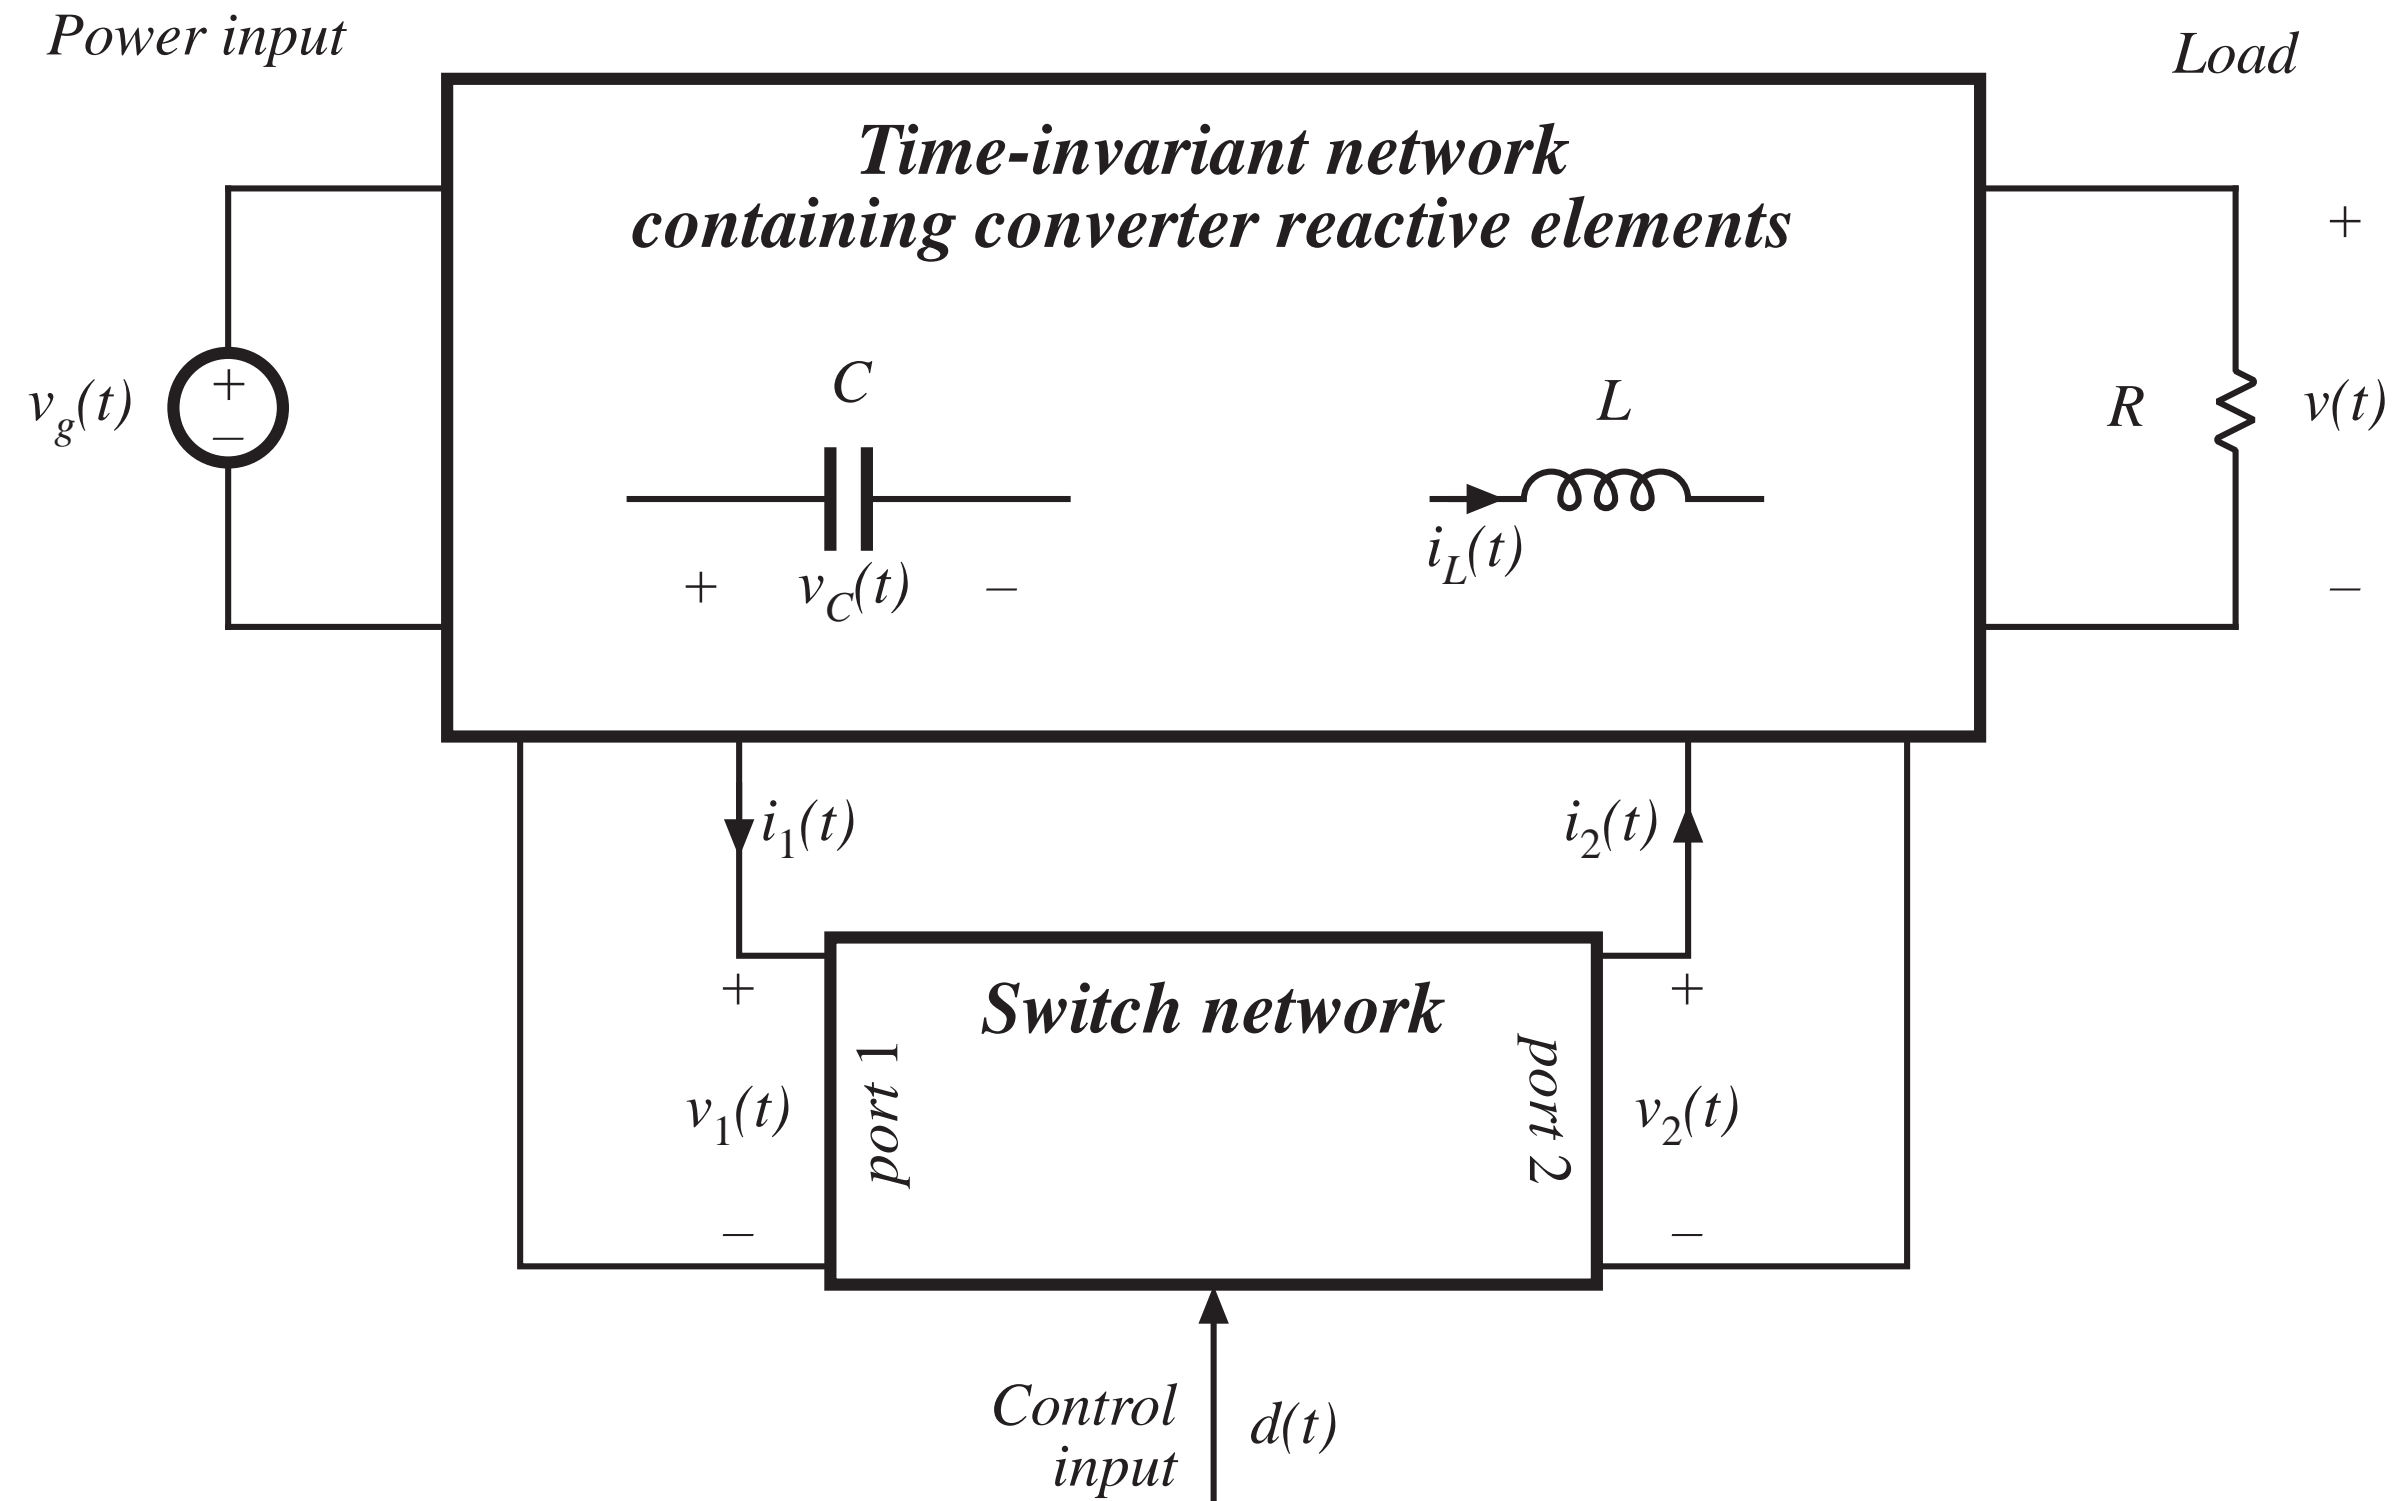 Power input
Load
Time-invariant network
containing converter reactive elements
+
C
L
v_g(t)
+
–
R
v(t)
i_L(t)
+ v_C(t) –
–
i_1(t)
i_2(t)
+
Switch network
+
port 1
port 2
v_1(t)
v_2(t)
–
–
Control
input
d(t)